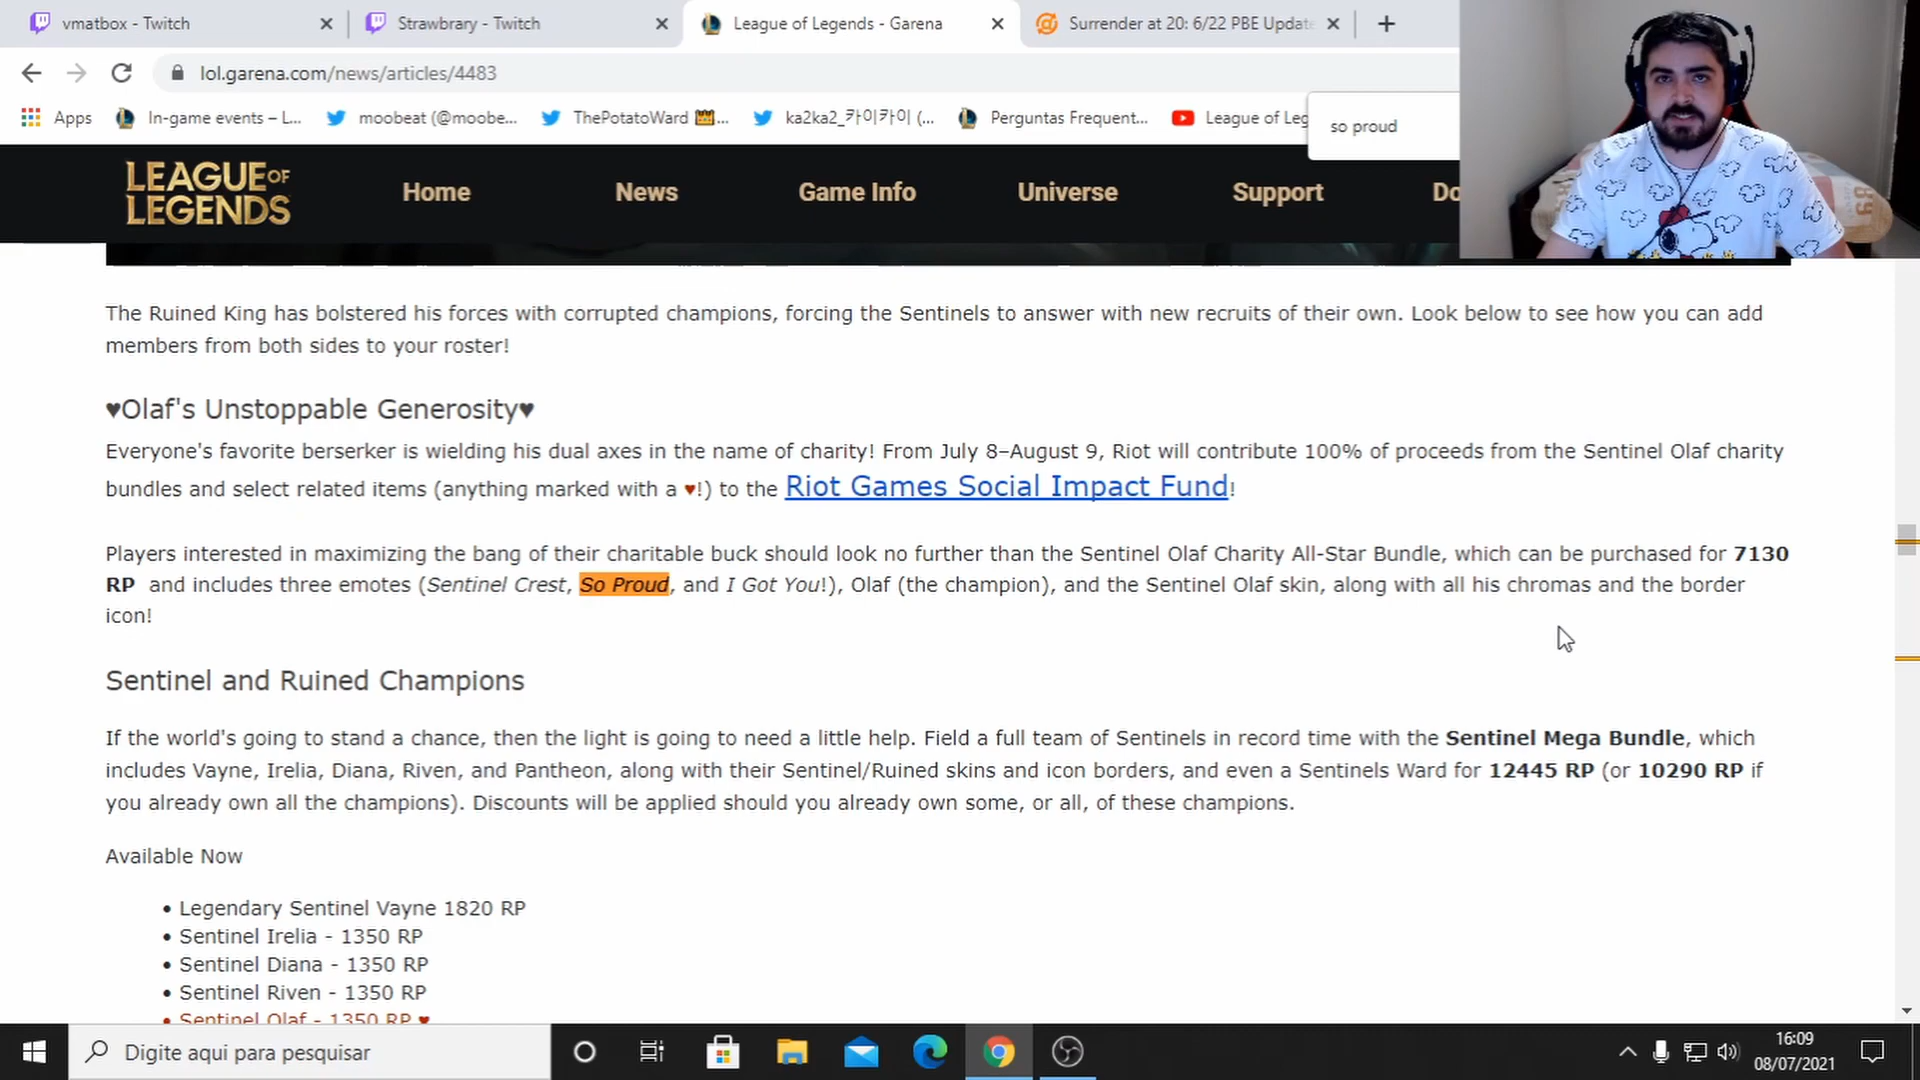 vmatbox - Twitch
Strawbrary - Twitch
League of Legends - Garena
Surrender at 20: 6/22 PBE Update
lol.garena.com/news/articles/4483
Apps
In-game events – L...
moobeat (@moobe...
ThePotatoWard 👑...
ka2ka2_카이카이 (...
Perguntas Frequent...
League of Leg
so proud
LEAGUE OF LEGENDS
Home
News
Game Info
Universe
Support
Do
The Ruined King has bolstered his forces with corrupted champions, forcing the Sentinels to answer with new recruits of their own. Look below to see how you can add
members from both sides to your roster!
♥Olaf's Unstoppable Generosity♥
Everyone's favorite berserker is wielding his dual axes in the name of charity! From July 8–August 9, Riot will contribute 100% of proceeds from the Sentinel Olaf charity
bundles and select related items (anything marked with a ♥!) to the Riot Games Social Impact Fund!
Players interested in maximizing the bang of their charitable buck should look no further than the Sentinel Olaf Charity All-Star Bundle, which can be purchased for 7130
RP and includes three emotes (Sentinel Crest, So Proud, and I Got You!), Olaf (the champion), and the Sentinel Olaf skin, along with all his chromas and the border
icon!
Sentinel and Ruined Champions
If the world's going to stand a chance, then the light is going to need a little help. Field a full team of Sentinels in record time with the Sentinel Mega Bundle, which
includes Vayne, Irelia, Diana, Riven, and Pantheon, along with their Sentinel/Ruined skins and icon borders, and even a Sentinels Ward for 12445 RP (or 10290 RP if
you already own all the champions). Discounts will be applied should you already own some, or all, of these champions.
Available Now
• Legendary Sentinel Vayne 1820 RP
• Sentinel Irelia - 1350 RP
• Sentinel Diana - 1350 RP
• Sentinel Riven - 1350 RP
• Sentinel Olaf - 1350 RP ♥
Digite aqui para pesquisar
16:09
08/07/2021